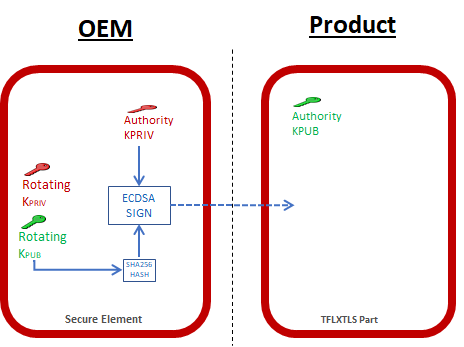 OEM
Product
Authority
KPRIV
Authority
KPUB
Rotating
KPRIV
ECDSA
SIGN
Rotating
KPUB
SHA256
HASH
Secure Element
TFLXTLS Part